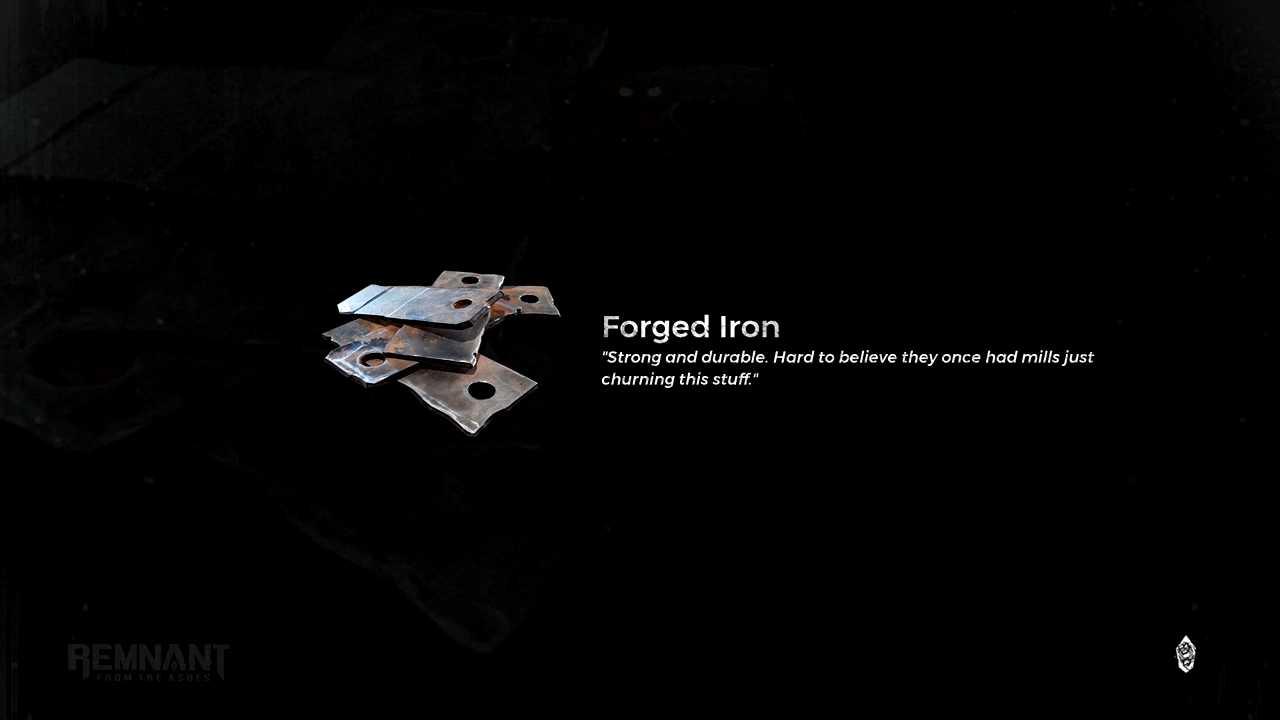 Forged Iron
"Strong and durable. Hard to believe they once had mills just
churning this stuff."
REMNANT
FROM THE ASHES